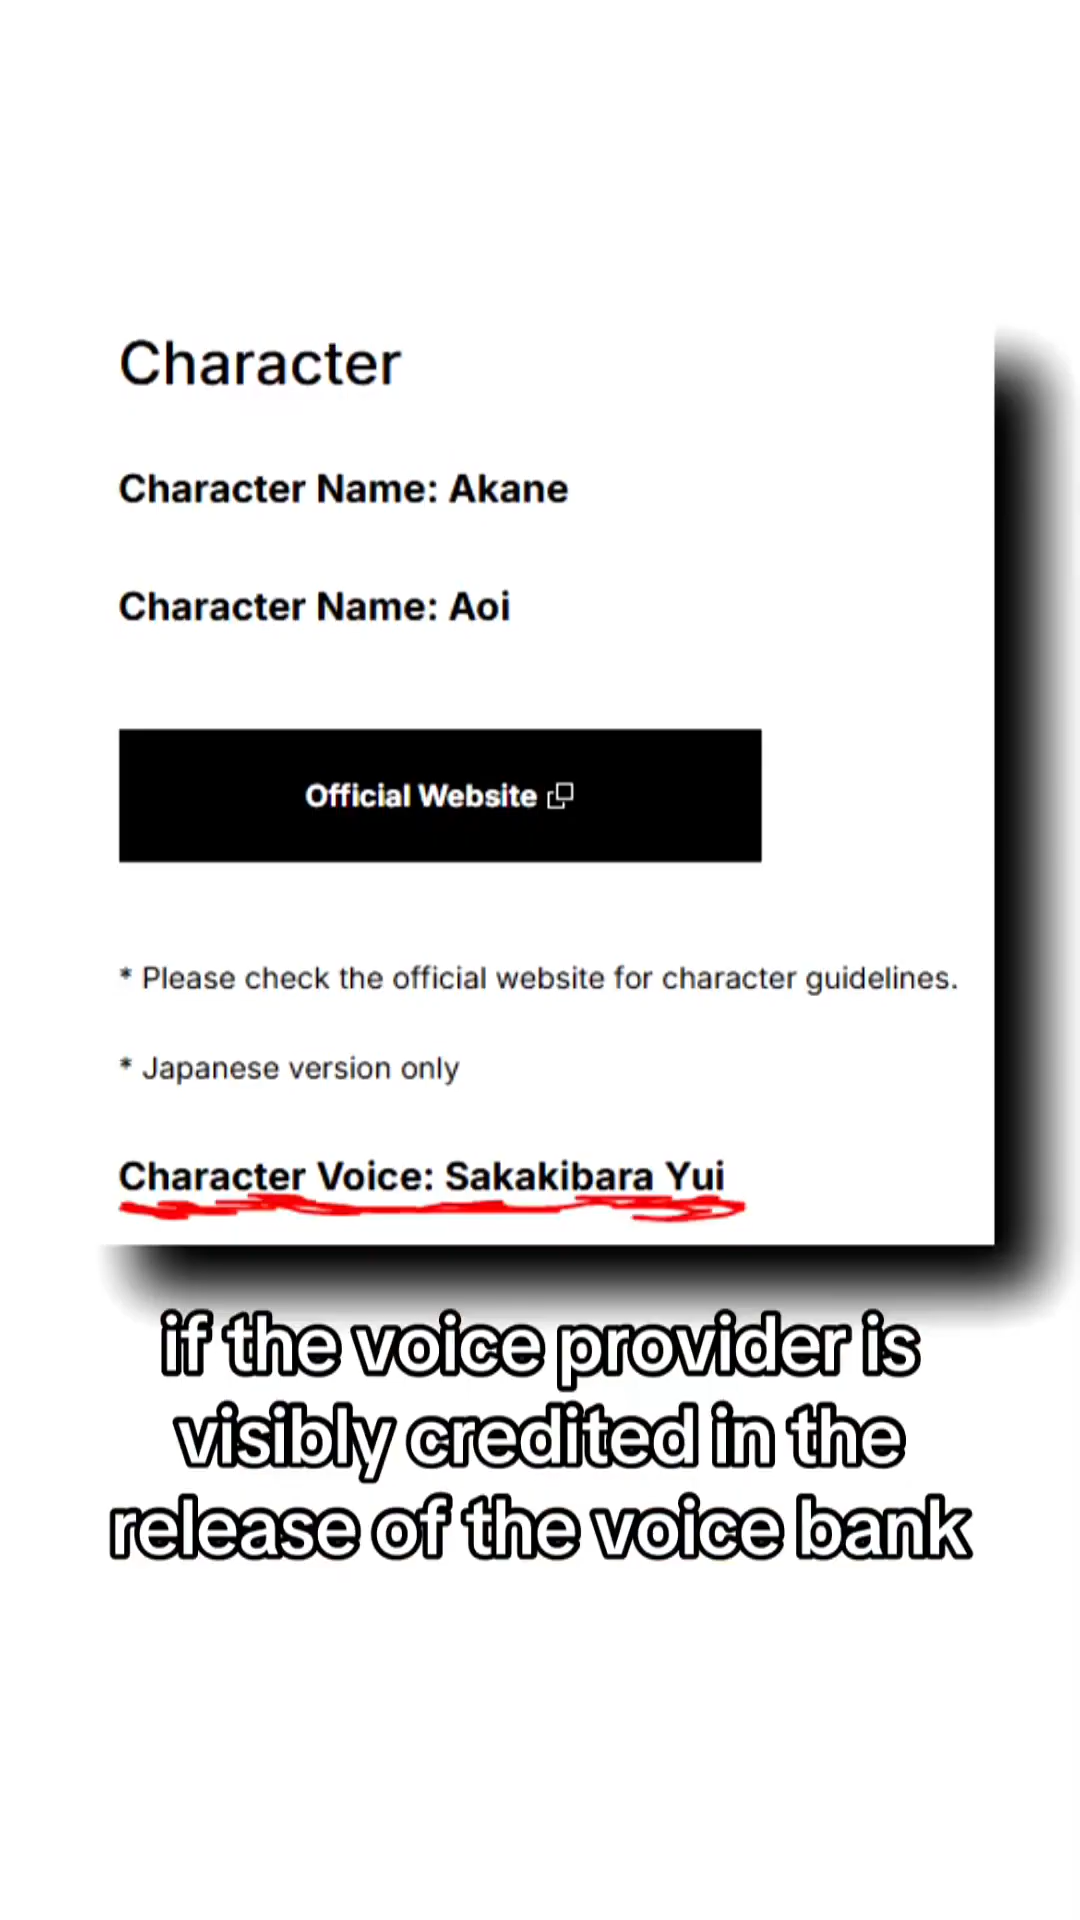 Character
Character Name: Akane
Character Name: Aoi
Official Website
* Please check the official website for character guidelines.
* Japanese version only
Character Voice: Sakakibara Yui
if the voice provider is
visibly credited in the
release of the voice bank